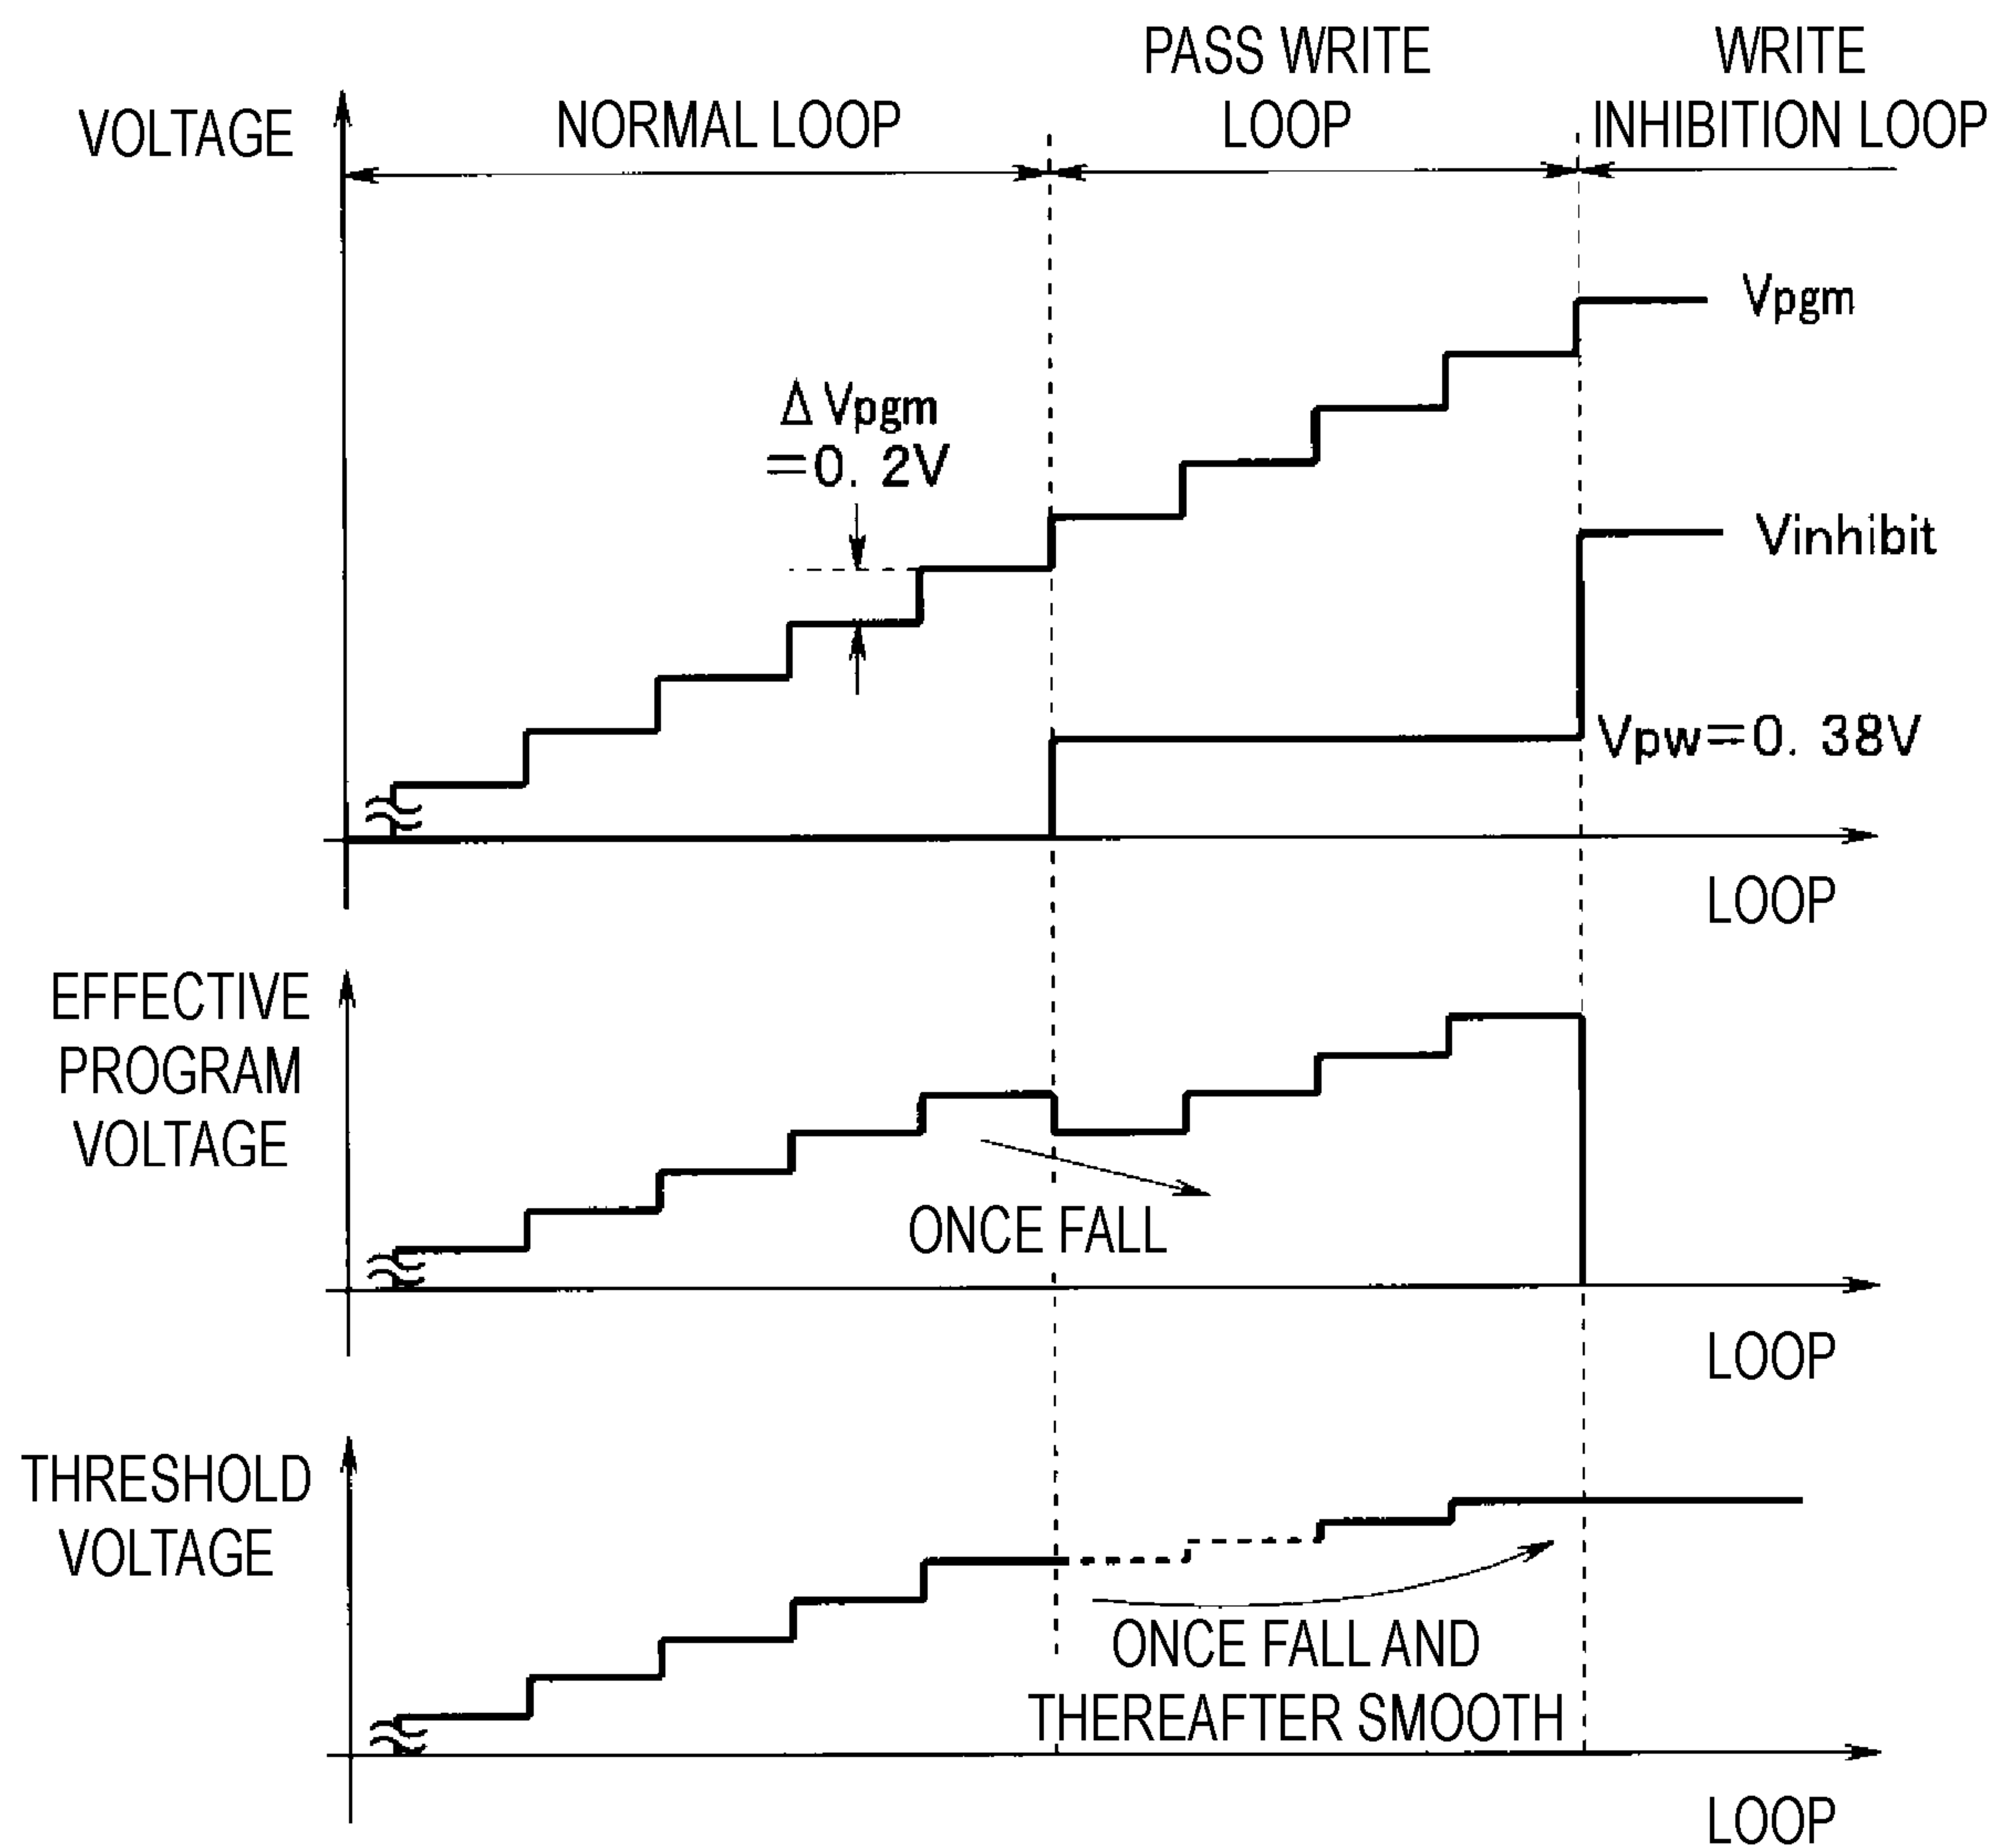 VOLTAGE
NORMAL LOOP
PASS WRITE
LOOP
WRITE
INHIBITION LOOP
Vpgm
Δ Vpgm
=0. 2V
Vinhibit
Vpw=0. 38V
LOOP
EFFECTIVE
PROGRAM
VOLTAGE
ONCE FALL
LOOP
THRESHOLD
VOLTAGE
ONCE FALL AND
THEREAFTER SMOOTH
LOOP